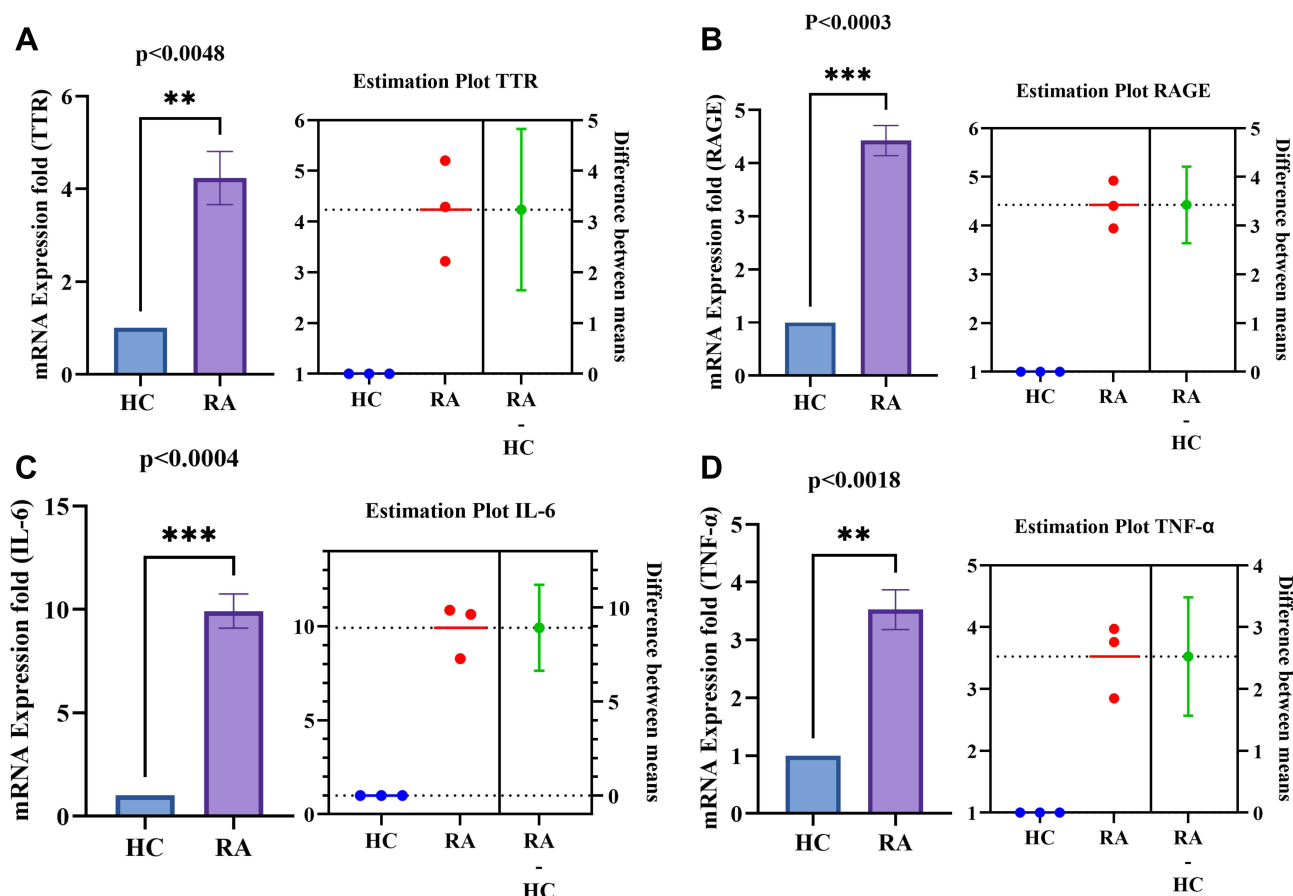 A
p<0.0048
**
mRNA Expression fold (TTR)
6
4
2
0
HC
RA
Estimation Plot TTR
6
5
4
3
2
1
5
4
3
2
1
0
Difference between means
HC
RA
RA
-
HC
B
P<0.0003
***
mRNA Expression fold (RAGE)
5
4
3
2
1
0
HC
RA
Estimation Plot RAGE
6
5
4
3
2
1
5
4
3
2
1
0
Difference between means
HC
RA
RA
-
HC
C
p<0.0004
***
mRNA Expression fold (IL-6)
15
10
5
0
HC
RA
Estimation Plot IL-6
10
5
0
10
5
0
Difference between means
HC
RA
RA
-
HC
D
p<0.0018
**
mRNA Expression fold (TNF-α)
5
4
3
2
1
0
HC
RA
Estimation Plot TNF-α
5
4
3
2
1
4
3
2
1
0
Difference between means
HC
RA
RA
-
HC